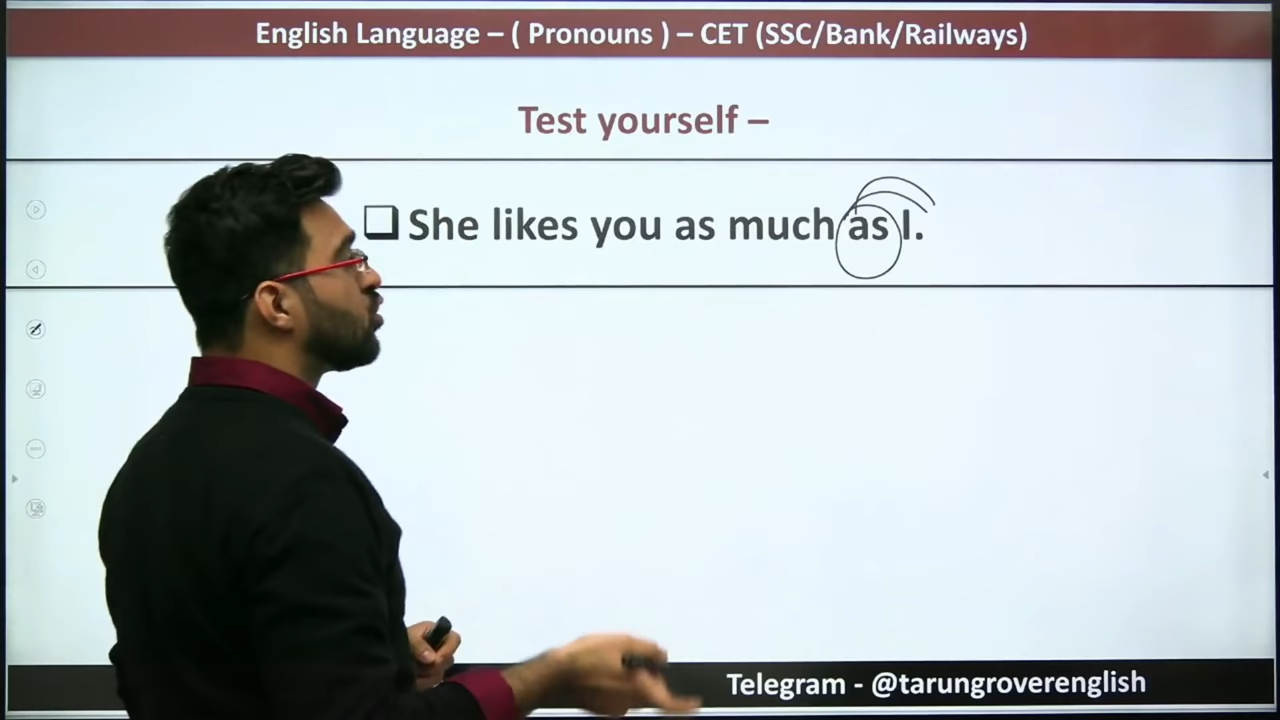 English Language – ( Pronouns ) – CET (SSC/Bank/Railways)
Test yourself –
❑ She likes you as much as I.
Telegram - @tarungroverenglish